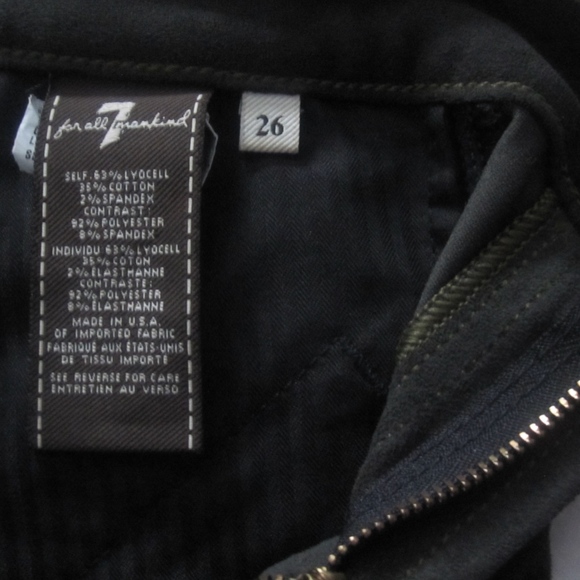 7
for all mankind
26
SELF: 63% LYOCELL
35% COTTON
2% SPANDEX
CONTRAST:
92% POLYESTER
8% SPANDEX
INDIVIDU 63% LYOCELL
35% COTON
2% ELASTHANNE
CONTRASTE:
92% POLYESTER
8% ELASTHANNE
MADE IN U.S.A.
OF IMPORTED FABRIC
FABRIQUÉ AUX ÉTATS-UNIS
DE TISSU IMPORTÉ
SEE REVERSE FOR CARE
ENTRETIEN AU VERSO